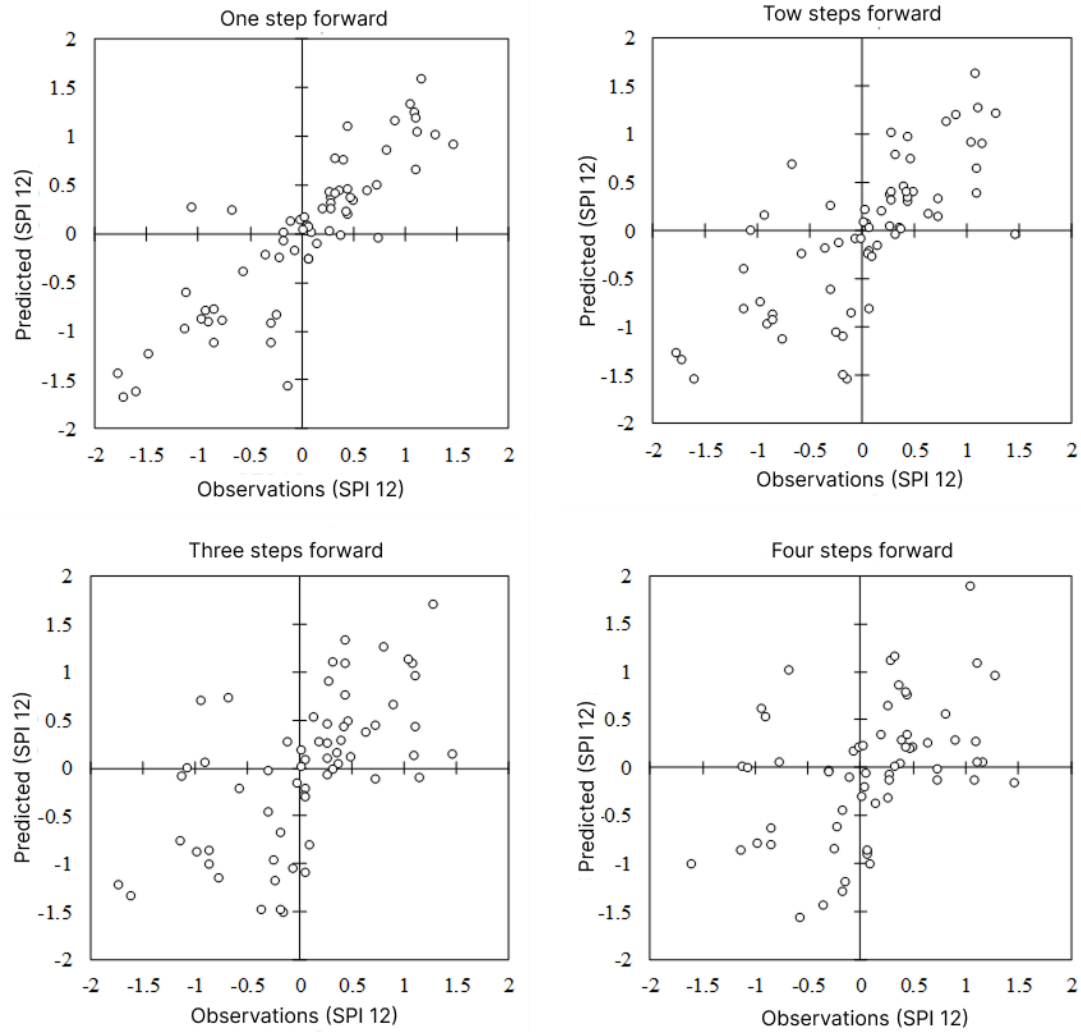 One step forward
2
1.5
1
0.5
0
-0.5
-1
-1.5
-2
-2 -1.5 -1 -0.5 0 0.5 1 1.5 2
Predicted (SPI 12)
Observations (SPI 12)
Tow steps forward
2
1.5
1
0.5
0
-0.5
-1
-1.5
-2
-2 -1.5 -1 -0.5 0 0.5 1 1.5 2
Predicted (SPI 12)
Observations (SPI 12)
Three steps forward
2
1.5
1
0.5
0
-0.5
-1
-1.5
-2
-2 -1.5 -1 -0.5 0 0.5 1 1.5 2
Predicted (SPI 12)
Observations (SPI 12)
Four steps forward
2
1.5
1
0.5
0
-0.5
-1
-1.5
-2
-2 -1.5 -1 -0.5 0 0.5 1 1.5 2
Predicted (SPI 12)
Observations (SPI 12)